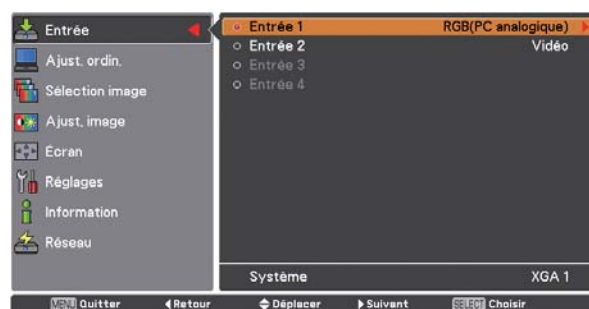 Entrée
Ajust. ordin.
Sélection image
Ajust. image
Écran
Réglages
Information
Réseau
Entrée 1 RGB(PC analogique)
Entrée 2 Vidéo
Entrée 3
Entrée 4
Système XGA 1
MENU Quitter Retour Déplacer Suivant SELECT Choisir